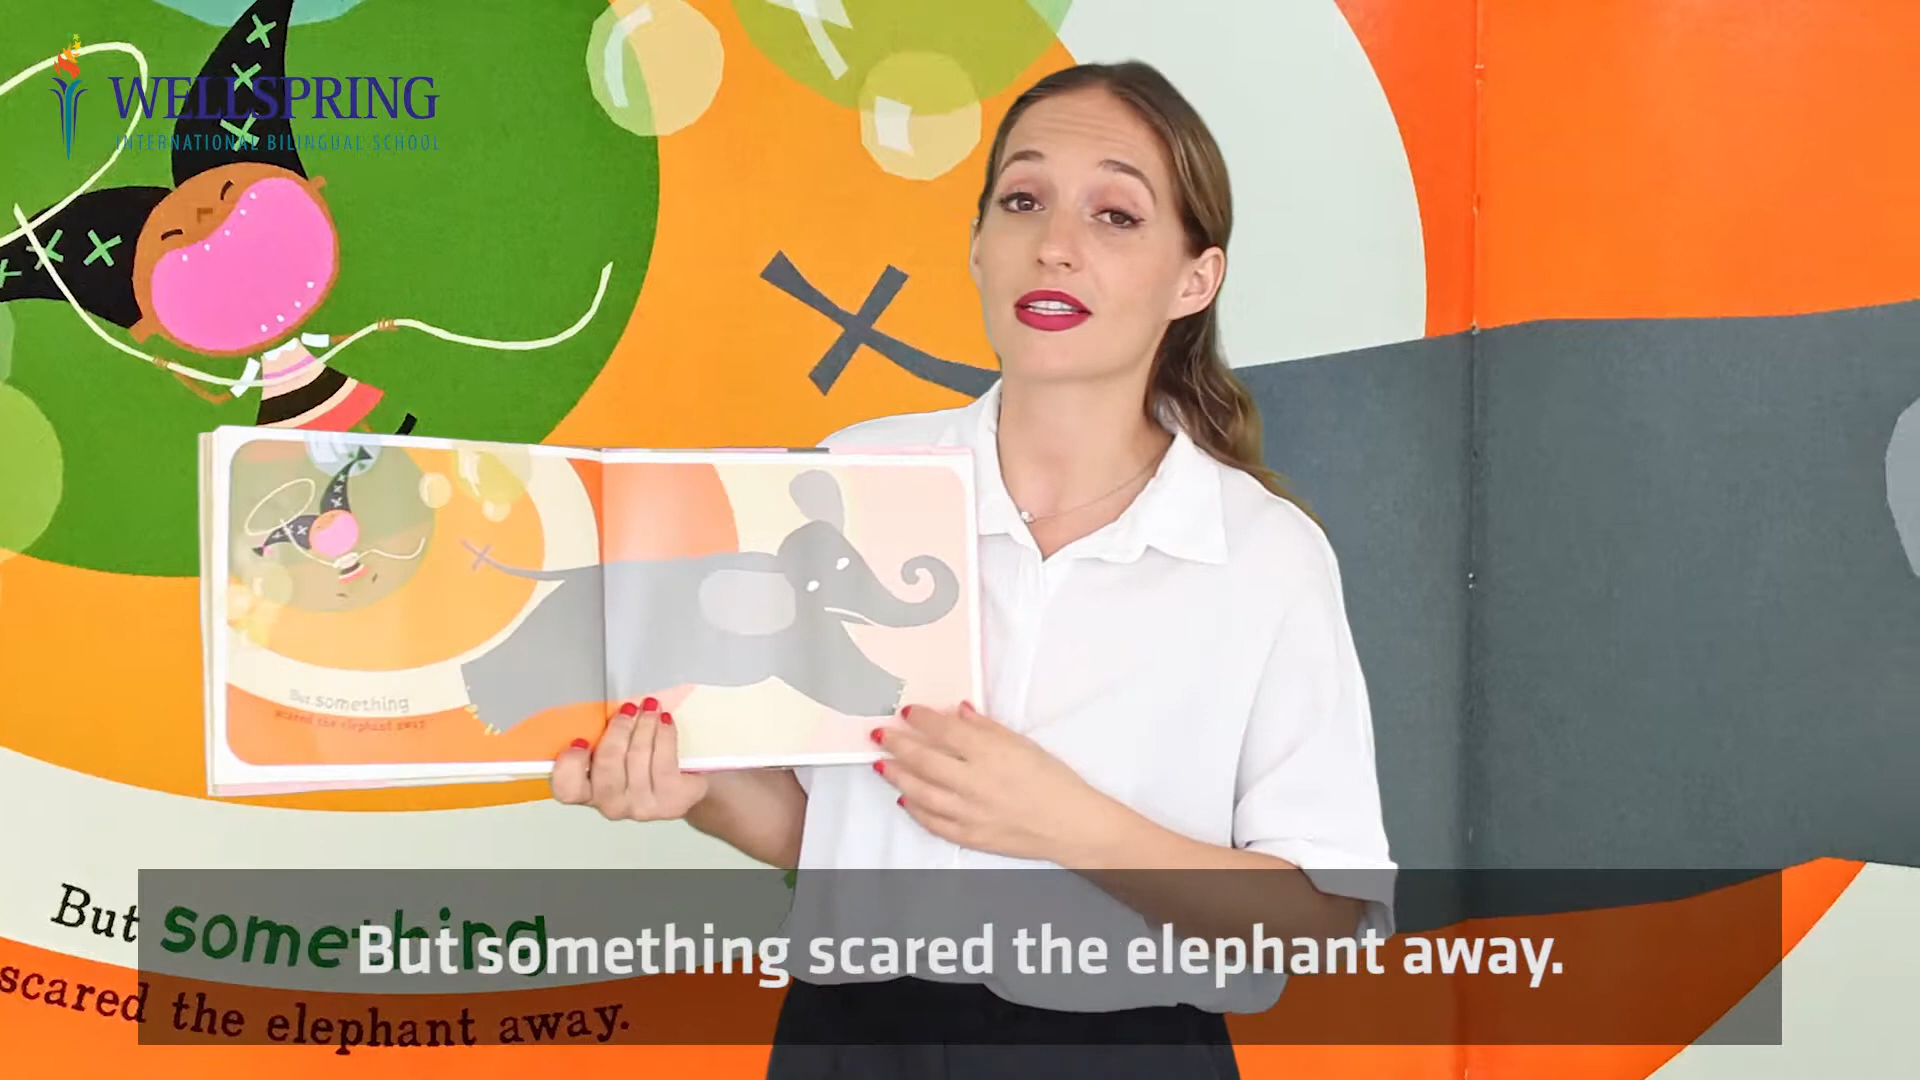 WELLSPRING
INTERNATIONAL BILINGUAL SCHOOL
But something
scared the elephant away.
But something
scared the elephant away.
But something scared the elephant away.